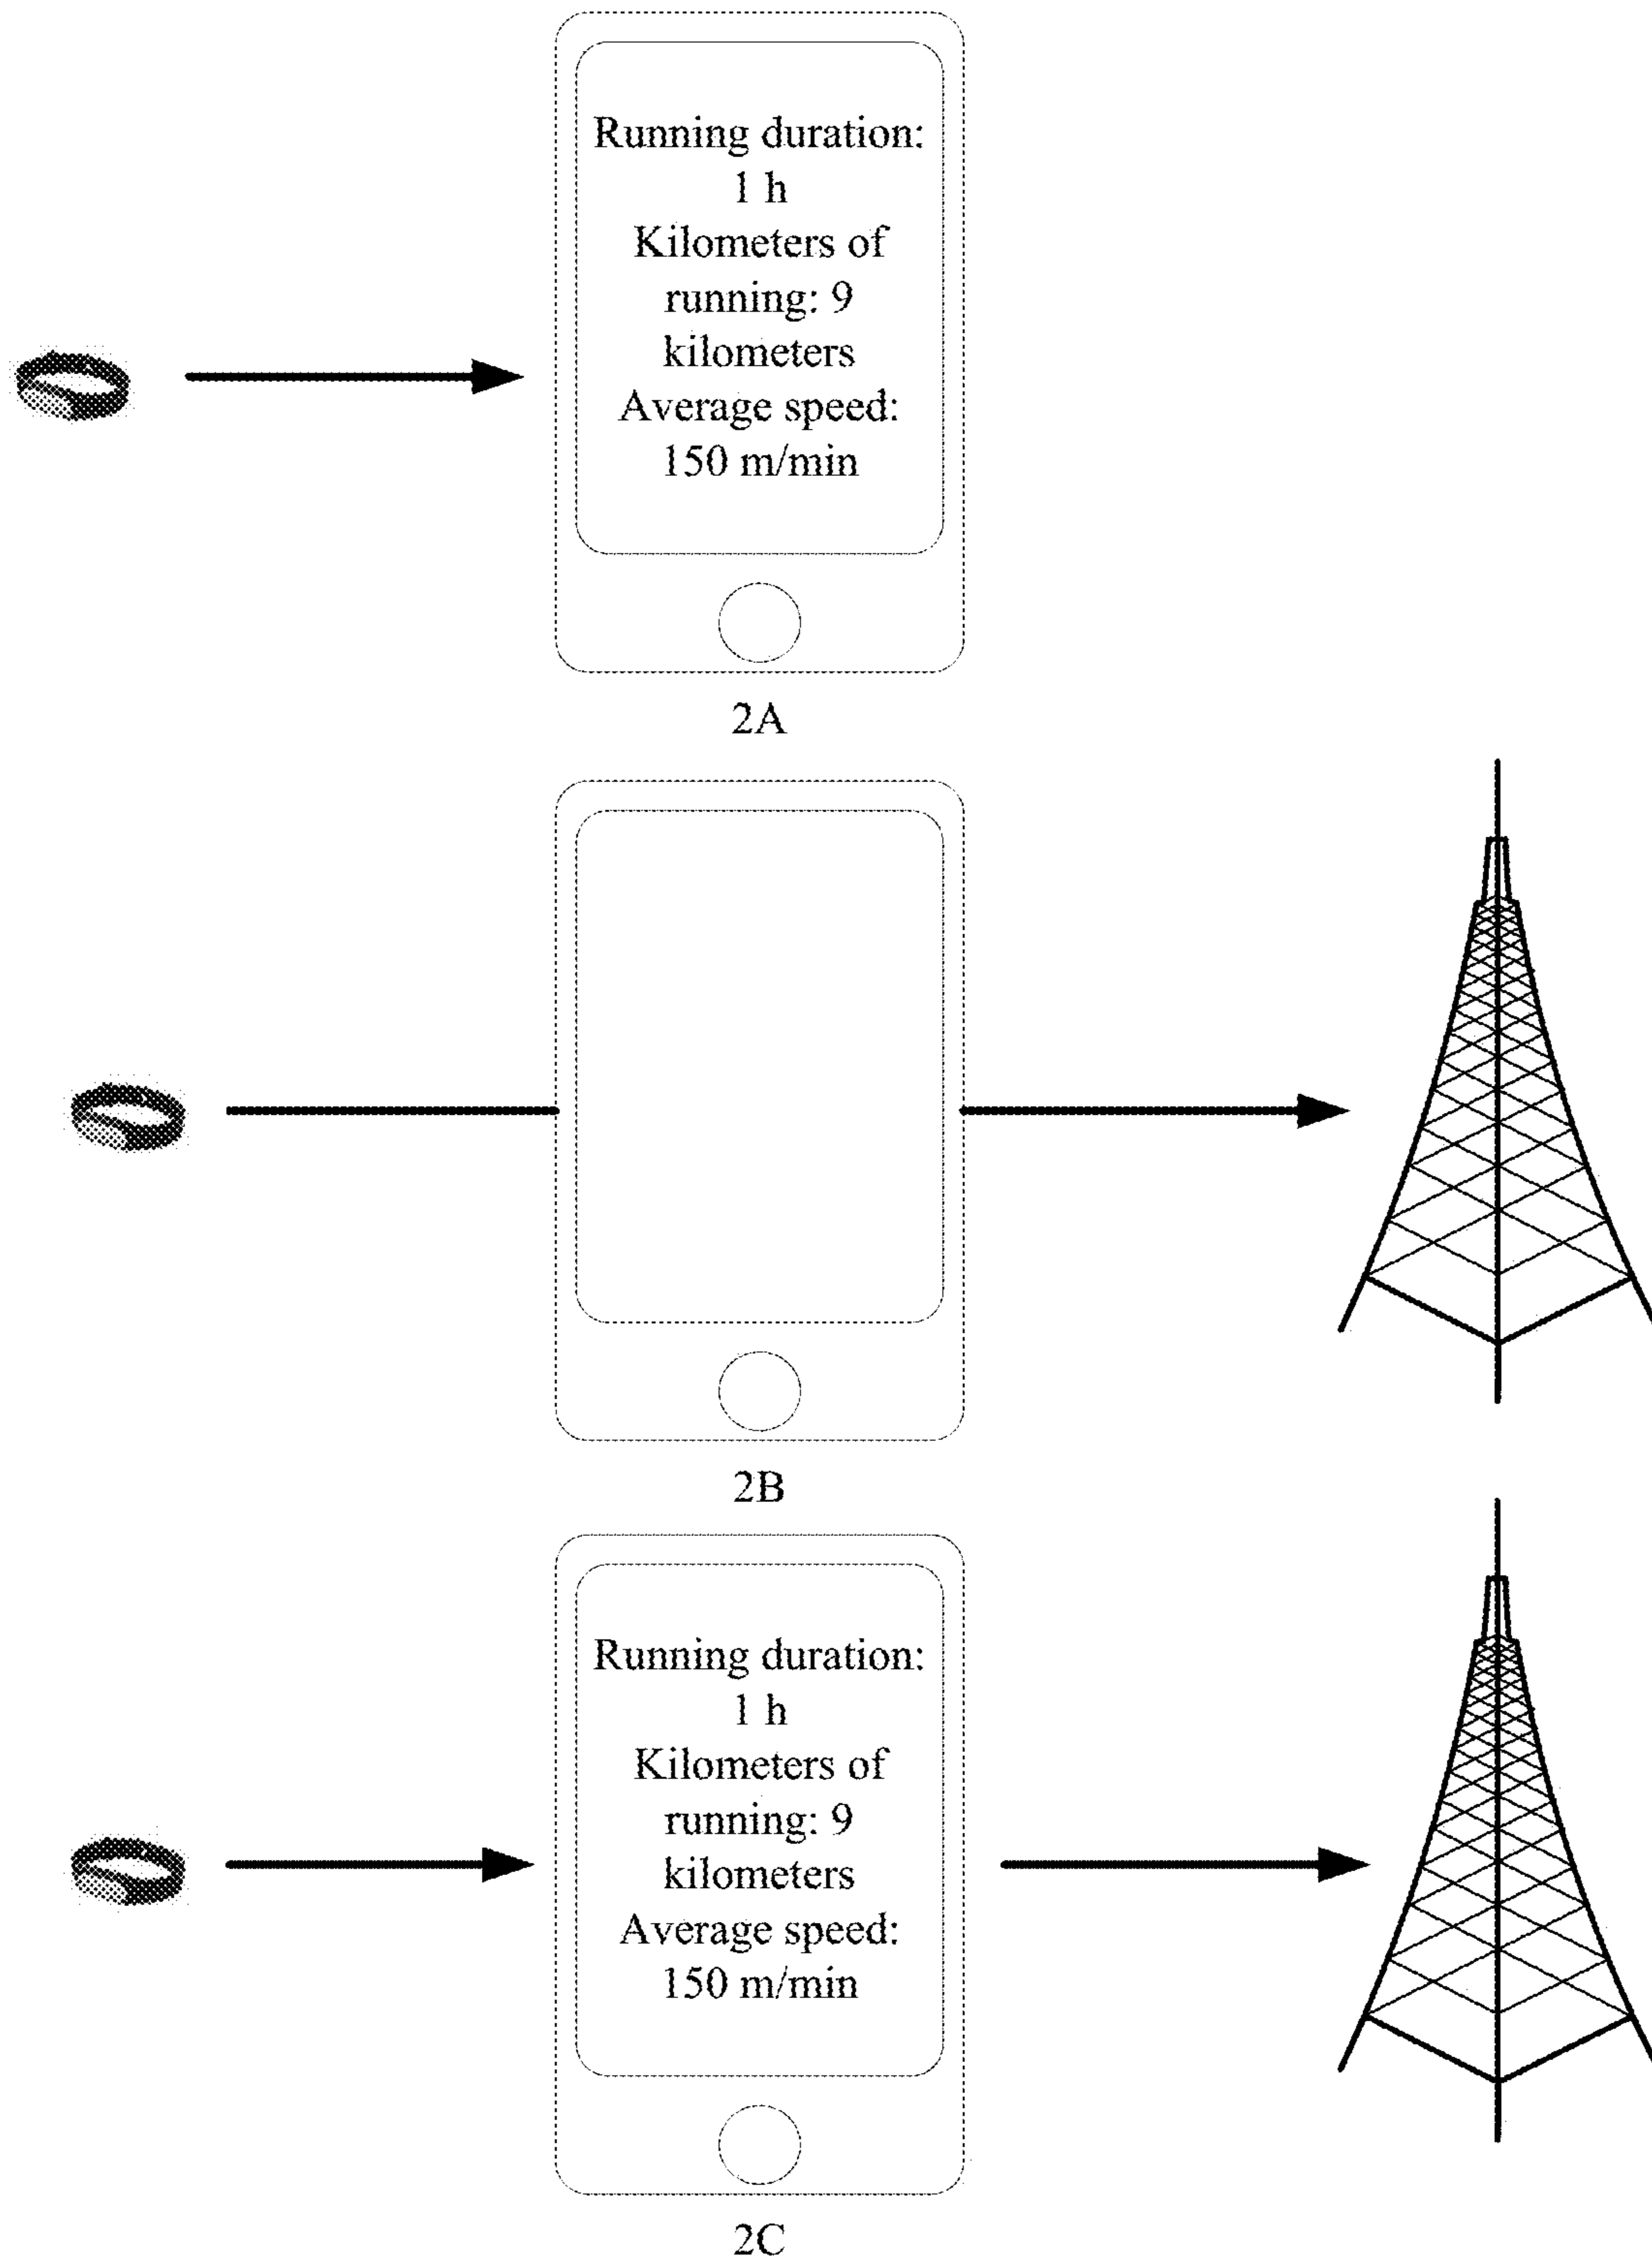 Running duration:
1 h
Kilometers of
running: 9
kilometers
Average speed:
150 m/min
2A
2B
Running duration:
1 h
Kilometers of
running: 9
kilometers
Average speed:
150 m/min
2C